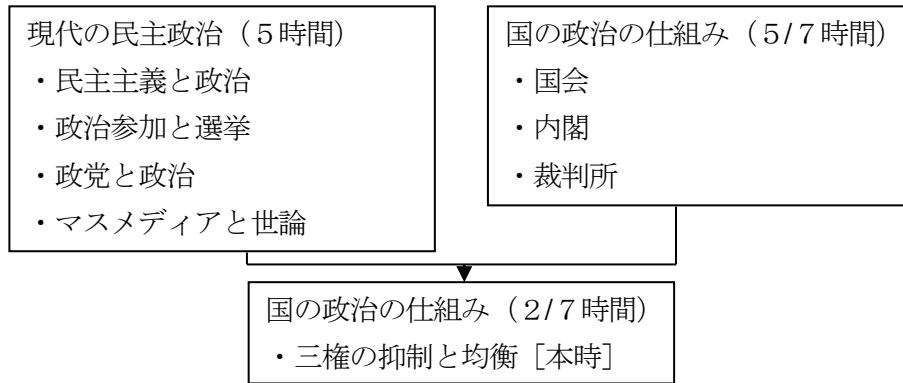 現代の民主政治（５時間）
・民主主義と政治
・政治参加と選挙
・政党と政治
・マスメディアと世論
国の政治の仕組み（５/７時間）
・国会
・内閣
・裁判所
国の政治の仕組み（２/７時間）
・三権の抑制と均衡［本時］